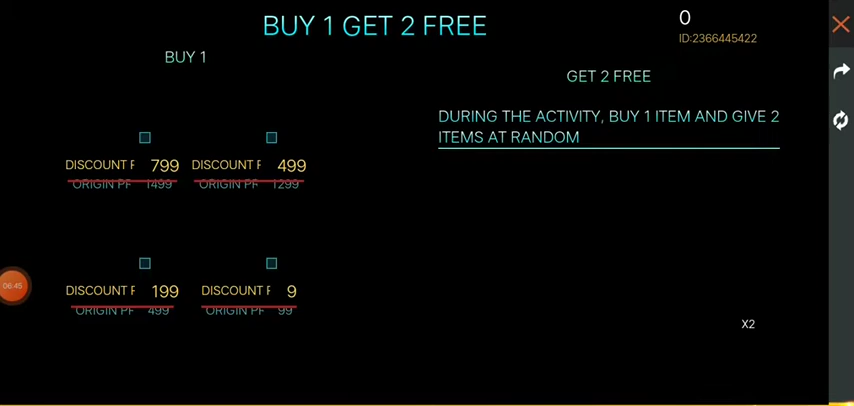 BUY 1 GET 2 FREE
0
ID:2366445422
BUY 1
GET 2 FREE
DURING THE ACTIVITY, BUY 1 ITEM AND GIVE 2
ITEMS AT RANDOM
DISCOUNT F 799 DISCOUNT F 499
ORIGIN PF 1499 ORIGIN PF 1299
DISCOUNT F 199 DISCOUNT F 9
ORIGIN PF 499 ORIGIN PF 99
06:45
X2